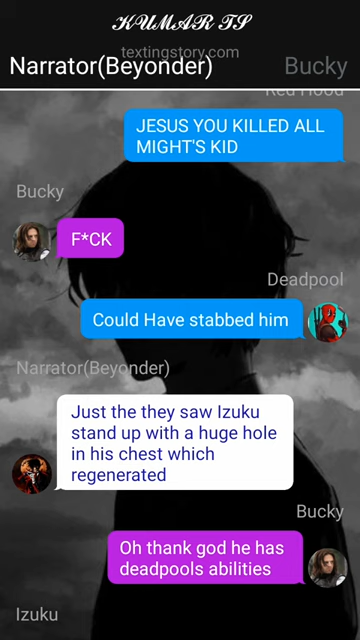 𝒦𝒰𝑀𝒜𝑅 𝒯𝒮
textingstory.com
Narrator(Beyonder) Bucky
Red Hood
JESUS YOU KILLED ALL
MIGHT'S KID
Bucky
F*CK
Deadpool
Could Have stabbed him
Narrator(Beyonder)
Just the they saw Izuku
stand up with a huge hole
in his chest which
regenerated
Bucky
Oh thank god he has
deadpools abilities
Izuku